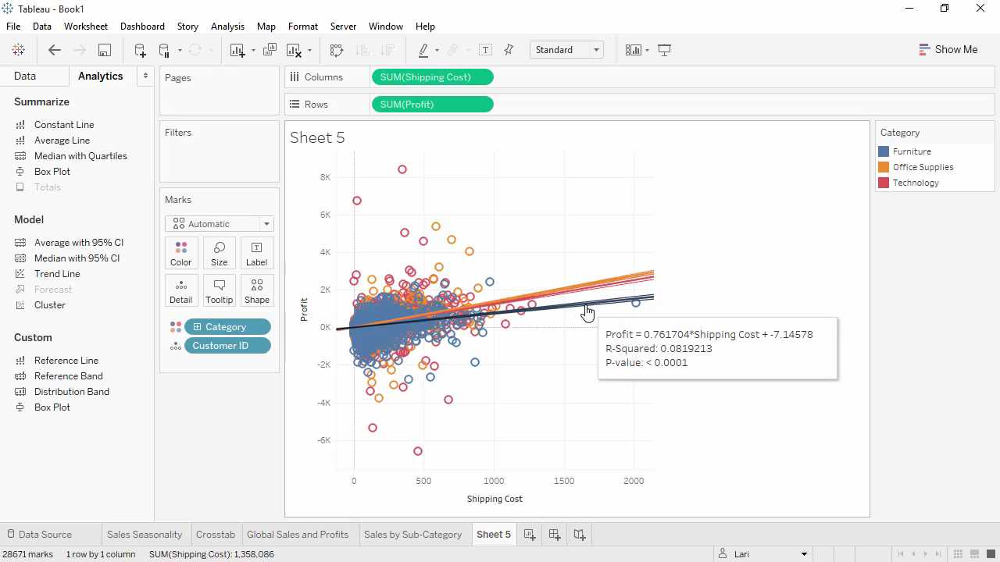 Tableau - Book1
File Data Worksheet Dashboard Story Analysis Map Format Server Window Help
Standard
Show Me
Data Analytics
Summarize
Constant Line
Average Line
Median with Quartiles
Box Plot
Totals
Model
Average with 95% CI
Median with 95% CI
Trend Line
Forecast
Cluster
Custom
Reference Line
Reference Band
Distribution Band
Box Plot
Pages
Filters
Marks
Automatic
Color Size Label
Detail Tooltip Shape
Category
Customer ID
Columns SUM(Shipping Cost)
Rows SUM(Profit)
Sheet 5
Profit
8K
6K
4K
2K
0K
-2K
-4K
-6K
0 500 1000 1500 2000
Shipping Cost
Profit = 0.761704*Shipping Cost + -7.14578
R-Squared: 0.0819213
P-value: < 0.0001
Category
Furniture
Office Supplies
Technology
Data Source Sales Seasonality Crosstab Global Sales and Profits Sales by Sub-Category Sheet 5
28671 marks 1 row by 1 column SUM(Shipping Cost): 1,358,086 Lari